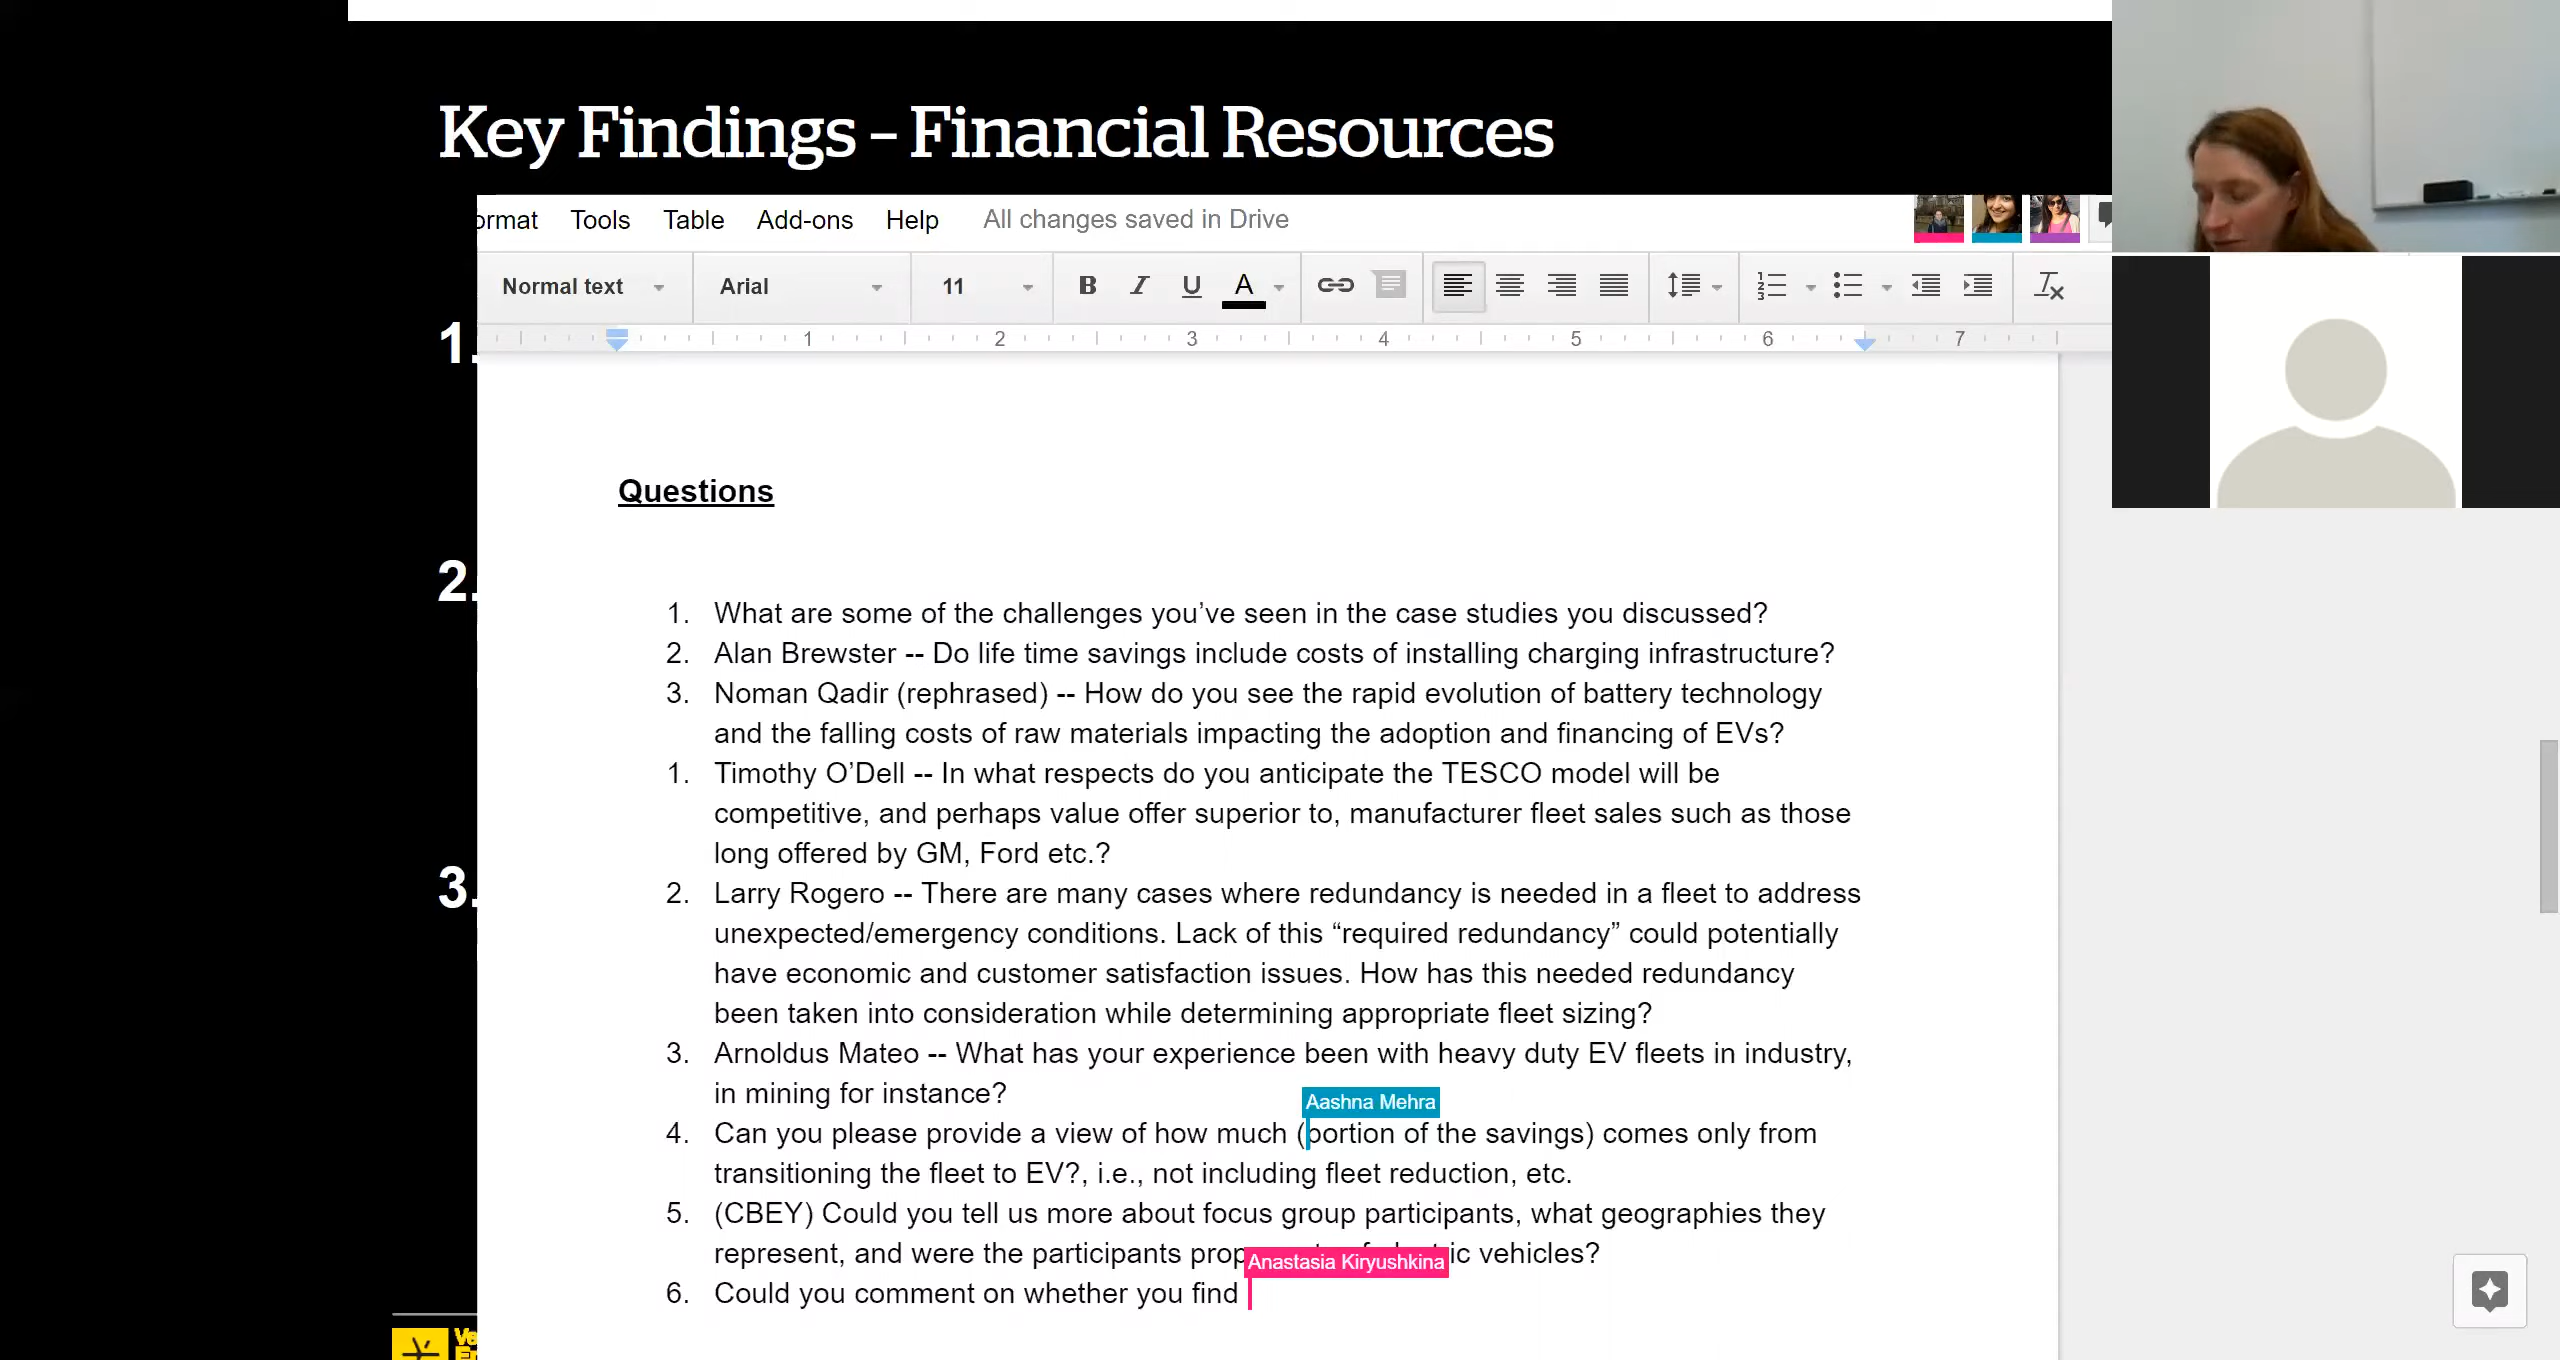 Key Findings – Financial Resources
ormat Tools Table Add-ons Help All changes saved in Drive
Normal text Arial 11 B I U A
1 2 3 4 5 6 7
1.
2.
3.
Questions
1. What are some of the challenges you’ve seen in the case studies you discussed?
2. Alan Brewster -- Do life time savings include costs of installing charging infrastructure?
3. Noman Qadir (rephrased) -- How do you see the rapid evolution of battery technology
and the falling costs of raw materials impacting the adoption and financing of EVs?
1. Timothy O’Dell -- In what respects do you anticipate the TESCO model will be
competitive, and perhaps value offer superior to, manufacturer fleet sales such as those
long offered by GM, Ford etc.?
2. Larry Rogero -- There are many cases where redundancy is needed in a fleet to address
unexpected/emergency conditions. Lack of this “required redundancy” could potentially
have economic and customer satisfaction issues. How has this needed redundancy
been taken into consideration while determining appropriate fleet sizing?
3. Arnoldus Mateo -- What has your experience been with heavy duty EV fleets in industry,
in mining for instance?
Aashna Mehra
4. Can you please provide a view of how much (portion of the savings) comes only from
transitioning the fleet to EV?, i.e., not including fleet reduction, etc.
5. (CBEY) Could you tell us more about focus group participants, what geographies they
represent, and were the participants prop ic vehicles?
Anastasia Kiryushkina
6. Could you comment on whether you find